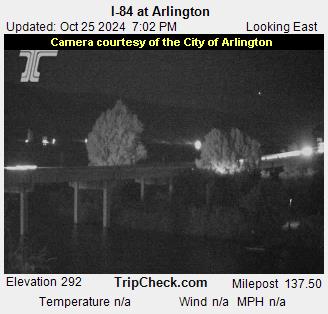 I-84 at Arlington
Updated: Oct 25 2024 7:02 PM Looking East
Camera courtesy of the City of Arlington
Elevation 292 TripCheck.com Milepost 137.50
Temperature n/a Wind n/a MPH n/a